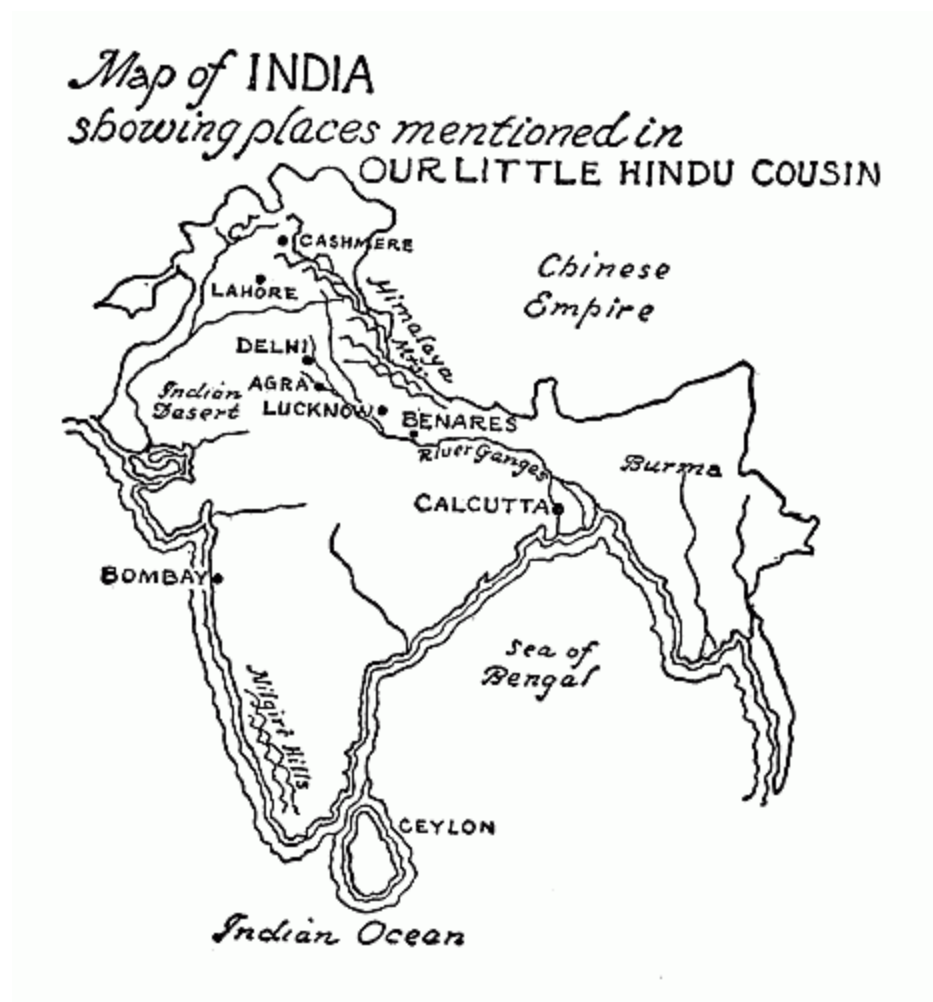 Map of INDIA
showing places mentioned in
OUR LITTLE HINDU COUSIN
CASHMERE
Chinese
Empire
LAHORE
Himalaya
Mts.
DELHI
AGRA
Indian
Dasert
LUCKNOW
BENARES
River Ganges
Burma
CALCUTTA
BOMBAY
Sea of
Bengal
Nilgiri Hills
CEYLON
Indian Ocean